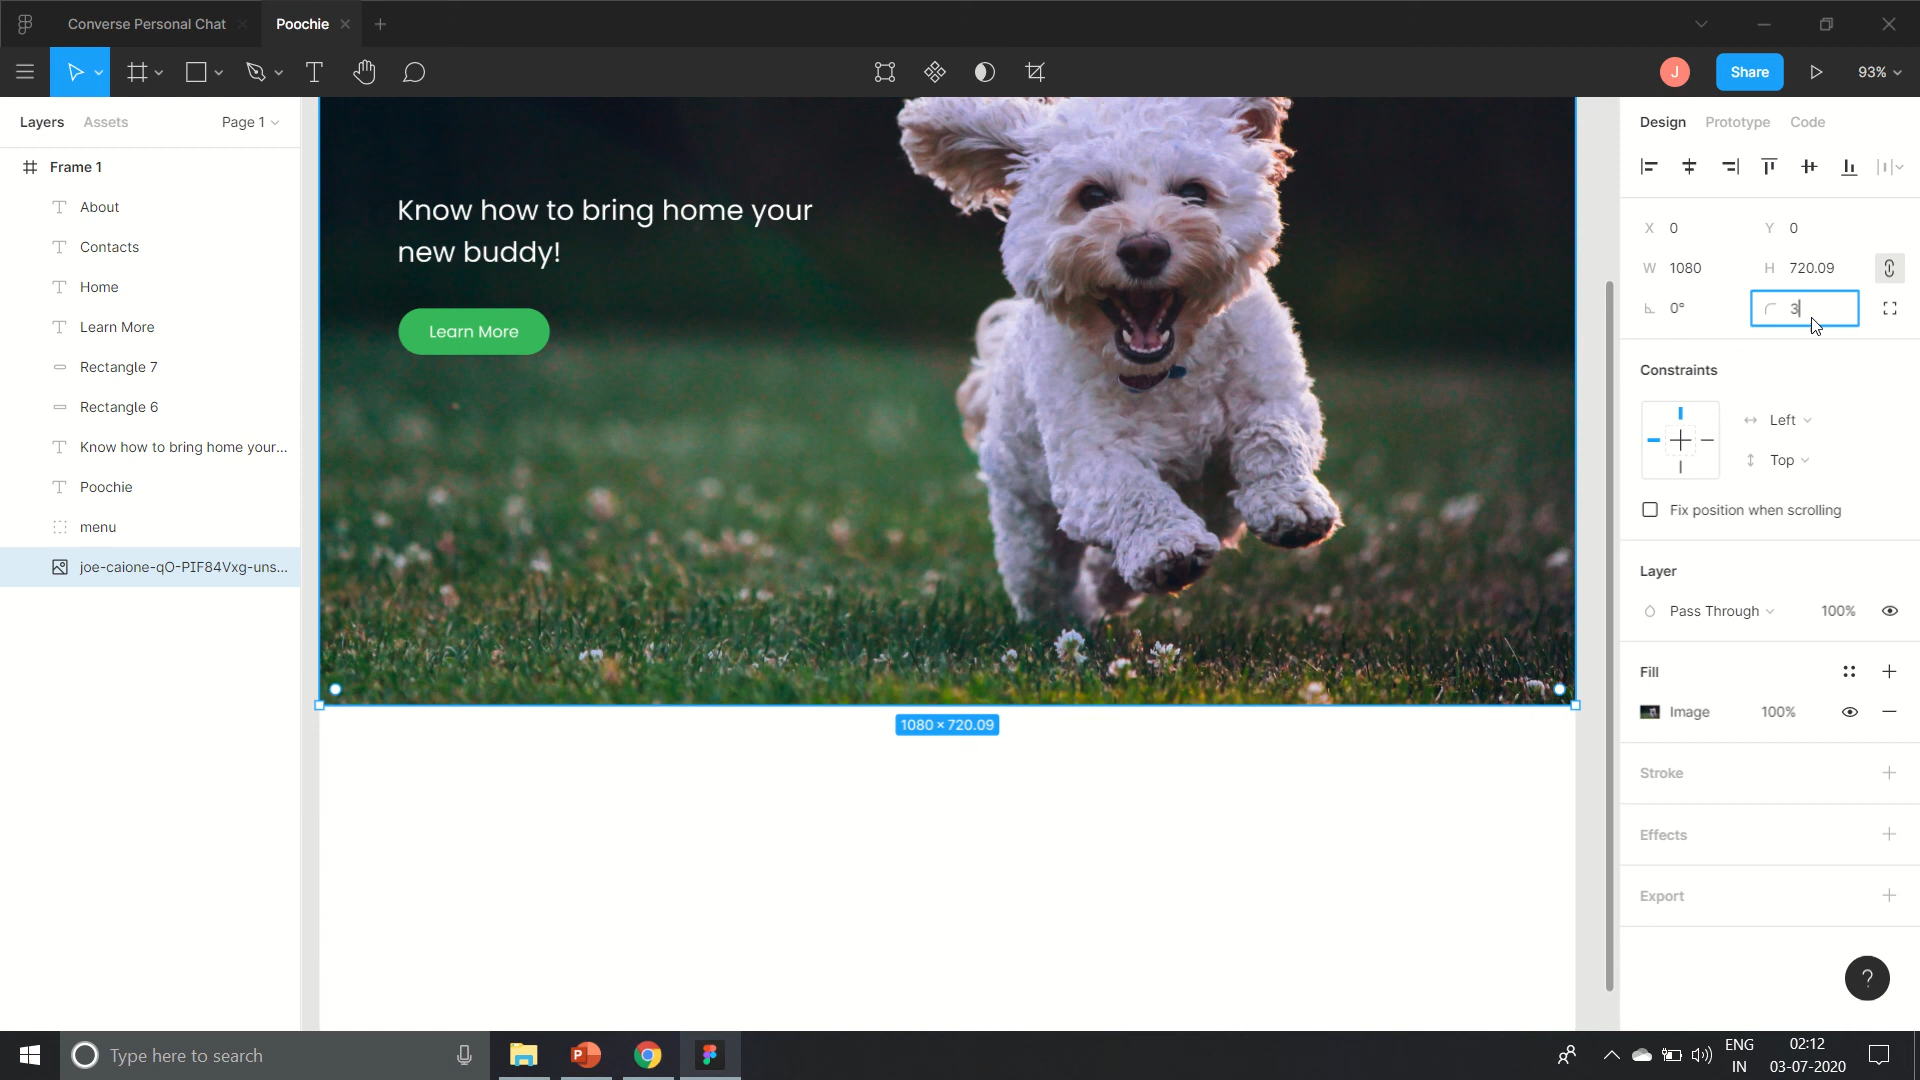 Converse Personal Chat
Poochie
Share
93%
Layers
Assets
Page 1
Frame 1
About
Contacts
Home
Learn More
Rectangle 7
Rectangle 6
Know how to bring home your...
Poochie
menu
joe-caione-qO-PIF84Vxg-uns...
Know how to bring home your
new buddy!
Learn More
1080 × 720.09
Design
Prototype
Code
X 0
Y 0
W 1080
H 720.09
0°
3
Constraints
Left
Top
Fix position when scrolling
Layer
Pass Through
100%
Fill
Image
100%
Stroke
Effects
Export
?
J
Type here to search
ENG
IN
02:12
03-07-2020